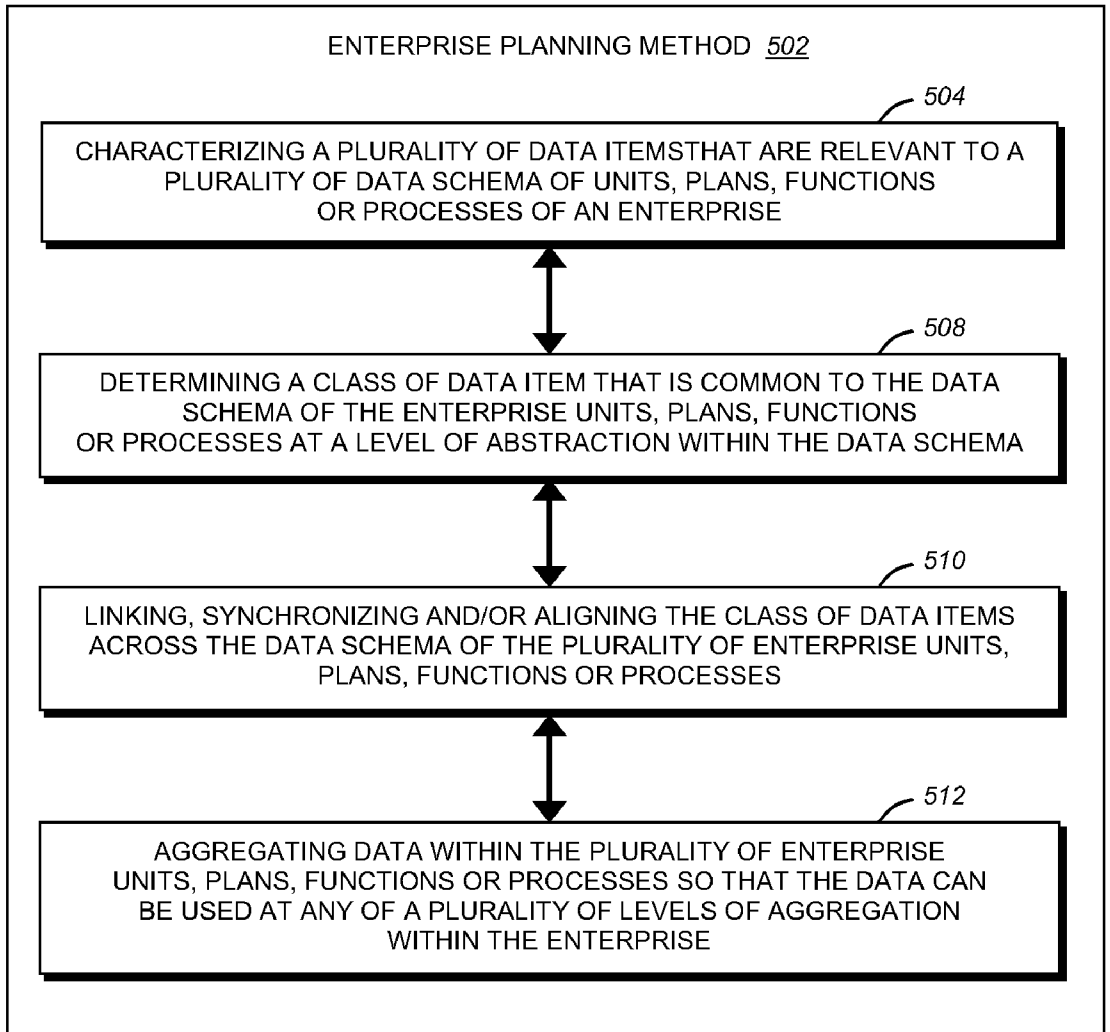 ENTERPRISE PLANNING METHOD 502
504
CHARACTERIZING A PLURALITY OF DATA ITEMSTHAT ARE RELEVANT TO A
PLURALITY OF DATA SCHEMA OF UNITS, PLANS, FUNCTIONS
OR PROCESSES OF AN ENTERPRISE
508
DETERMINING A CLASS OF DATA ITEM THAT IS COMMON TO THE DATA
SCHEMA OF THE ENTERPRISE UNITS, PLANS, FUNCTIONS
OR PROCESSES AT A LEVEL OF ABSTRACTION WITHIN THE DATA SCHEMA
510
LINKING, SYNCHRONIZING AND/OR ALIGNING THE CLASS OF DATA ITEMS
ACROSS THE DATA SCHEMA OF THE PLURALITY OF ENTERPRISE UNITS,
PLANS, FUNCTIONS OR PROCESSES
512
AGGREGATING DATA WITHIN THE PLURALITY OF ENTERPRISE
UNITS, PLANS, FUNCTIONS OR PROCESSES SO THAT THE DATA CAN
BE USED AT ANY OF A PLURALITY OF LEVELS OF AGGREGATION
WITHIN THE ENTERPRISE